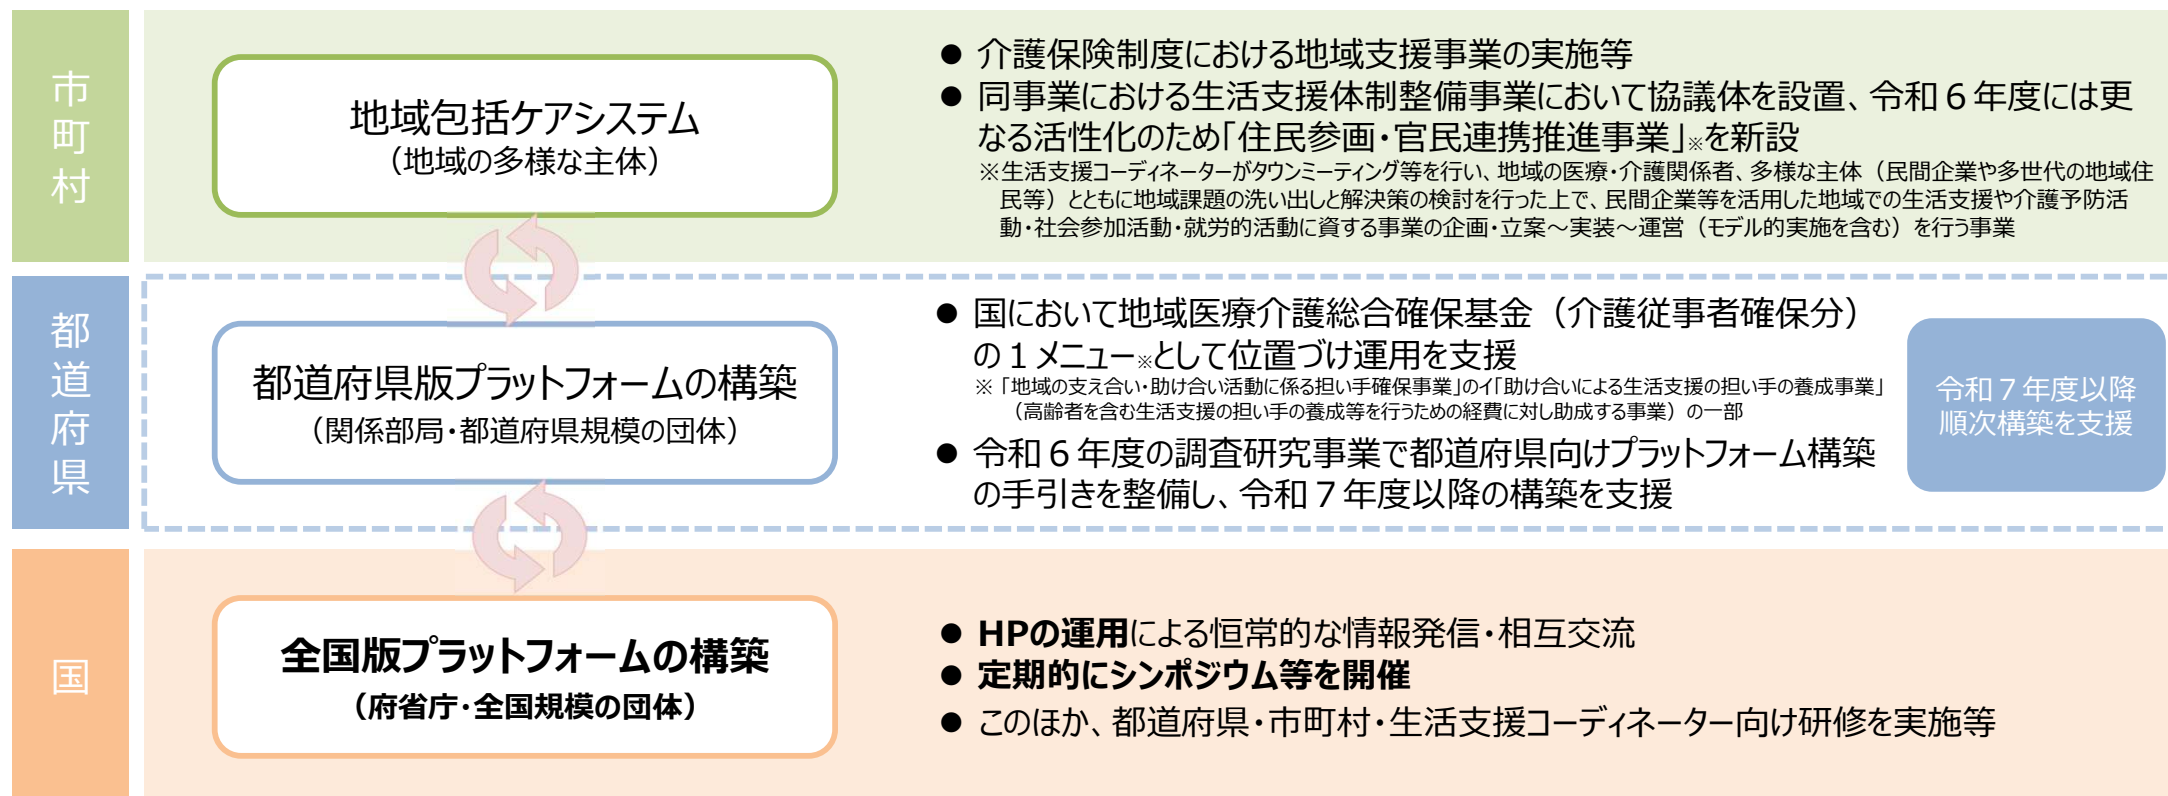 市町村
地域包括ケアシステム
（地域の多様な主体）
● 介護保険制度における地域支援事業の実施等
● 同事業における生活支援体制整備事業において協議体を設置、令和６年度には更
なる活性化のため「住民参画・官民連携推進事業」※を新設
※生活支援コーディネーターがタウンミーティング等を行い、地域の医療・介護関係者、多様な主体（民間企業や多世代の地域住
民等）とともに地域課題の洗い出しと解決策の検討を行った上で、民間企業等を活用した地域での生活支援や介護予防活
動・社会参加活動・就労的活動に資する事業の企画・立案～実装～運営（モデル的実施を含む）を行う事業
都道府県
都道府県版プラットフォームの構築
（関係部局・都道府県規模の団体）
● 国において地域医療介護総合確保基金（介護従事者確保分）
の１メニュー※として位置づけ運用を支援
※「地域の支え合い・助け合い活動に係る担い手確保事業」のイ「助け合いによる生活支援の担い手の養成事業」
（高齢者を含む生活支援の担い手の養成等を行うための経費に対し助成する事業）の一部
● 令和６年度の調査研究事業で都道府県向けプラットフォーム構築
の手引きを整備し、令和７年度以降の構築を支援
令和７年度以降
順次構築を支援
国
全国版プラットフォームの構築
（府省庁・全国規模の団体）
● HPの運用による恒常的な情報発信・相互交流
● 定期的にシンポジウム等を開催
● このほか、都道府県・市町村・生活支援コーディネーター向け研修を実施等